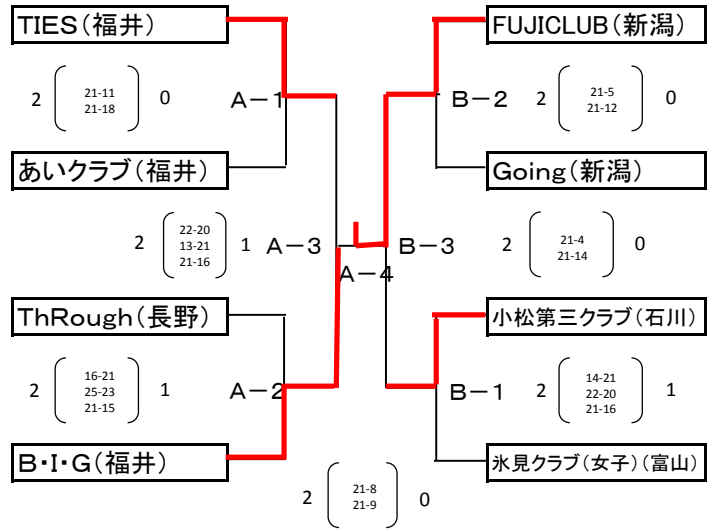 TIES(福井)
FUJICLUB(新潟)
2 21-11 0
21-18
A-1
B-2
2 21-5 0
21-12
あいクラブ(福井)
Going(新潟)
2 22-20 1
13-21
21-16
A-3
B-3
A-4
2 21-4 0
21-14
ThRough(長野)
小松第三クラブ(石川)
2 16-21 1
25-23
21-15
A-2
B-1
2 14-21 1
22-20
21-16
B・I・G(福井)
氷見クラブ(女子)(富山)
2 21-8 0
21-9